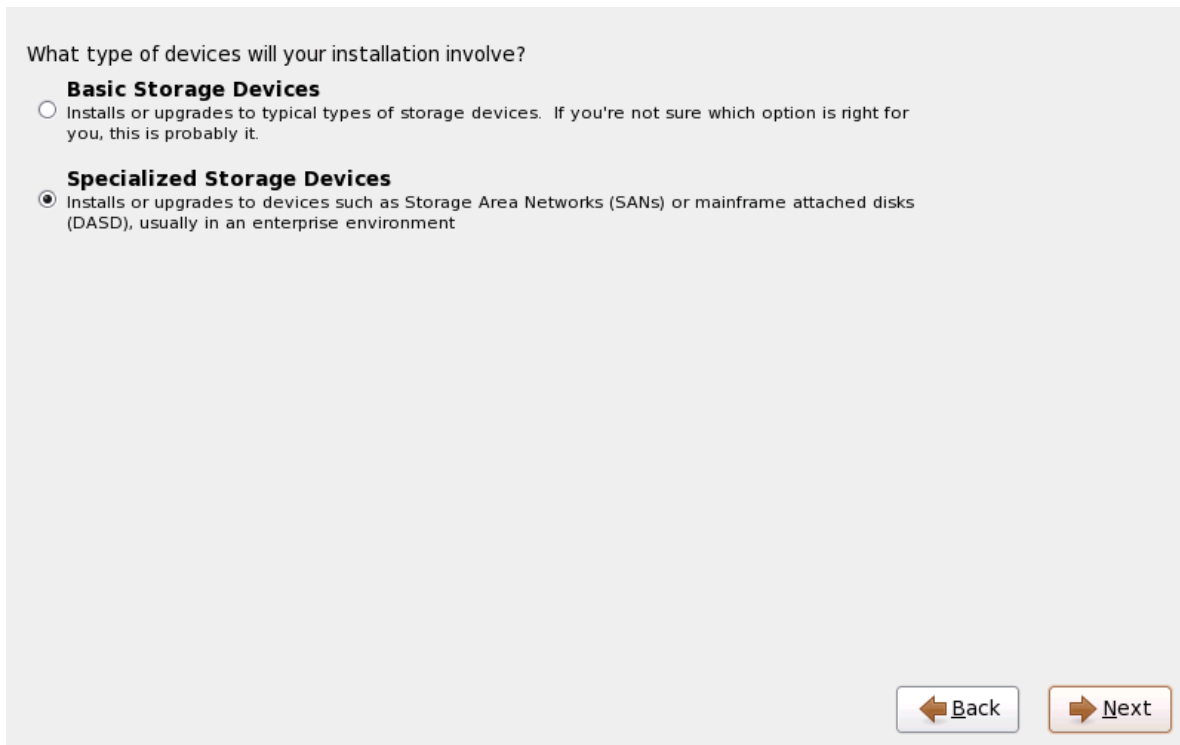 What type of devices will your installation involve?
Basic Storage Devices
Installs or upgrades to typical types of storage devices.  If you're not sure which option is right for
you, this is probably it.
Specialized Storage Devices
Installs or upgrades to devices such as Storage Area Networks (SANs) or mainframe attached disks
(DASD), usually in an enterprise environment
Back
Next